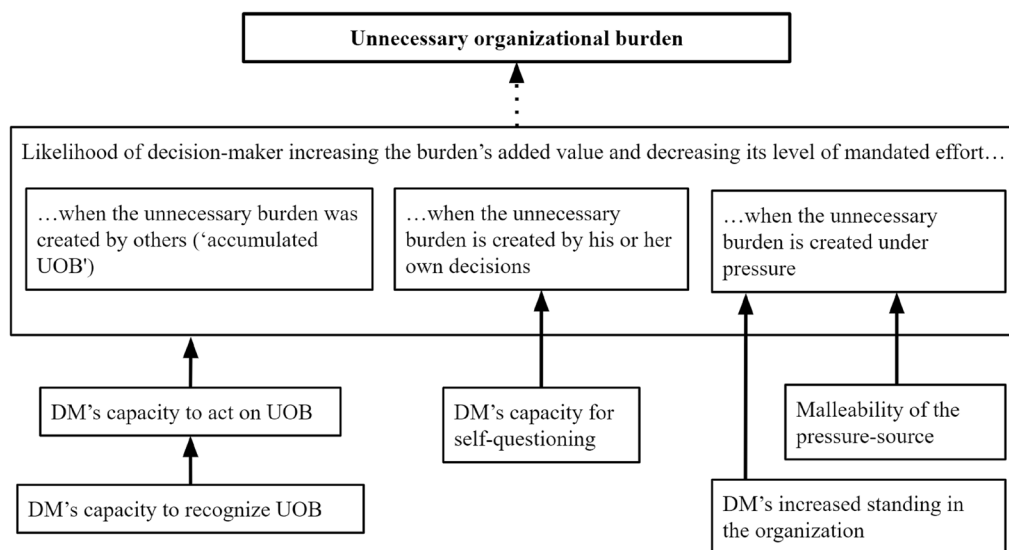 Unnecessary organizational burden
Likelihood of decision-maker increasing the burden’s added value and decreasing its level of mandated effort…
…when the unnecessary burden was
created by others (‘accumulated
UOB')
…when the unnecessary
burden is created by his or her
own decisions
…when the unnecessary
burden is created under
pressure
DM’s capacity to act on UOB
DM’s capacity for
self-questioning
Malleability of the
pressure-source
DM’s capacity to recognize UOB
DM’s increased standing in
the organization